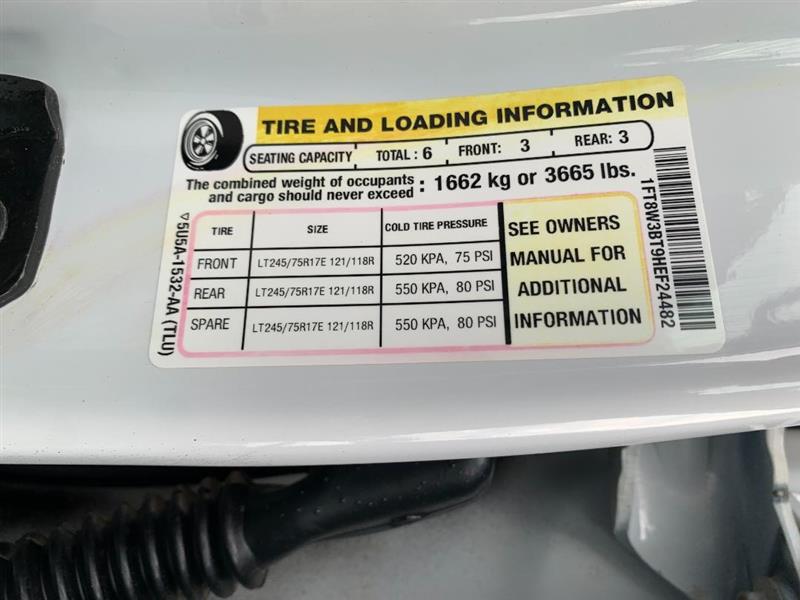 TIRE AND LOADING INFORMATION
SEATING CAPACITY TOTAL : 6 FRONT: 3 REAR: 3
The combined weight of occupants
and cargo should never exceed : 1662 kg or 3665 lbs.
TIRE SIZE COLD TIRE PRESSURE
FRONT LT245/75R17E 121/118R 520 KPA, 75 PSI
REAR LT245/75R17E 121/118R 550 KPA, 80 PSI
SPARE LT245/75R17E 121/118R 550 KPA, 80 PSI
SEE OWNERS
MANUAL FOR
ADDITIONAL
INFORMATION
▽5U5A-1532-AA (TLU)
1FT8W3BT9HEF24482